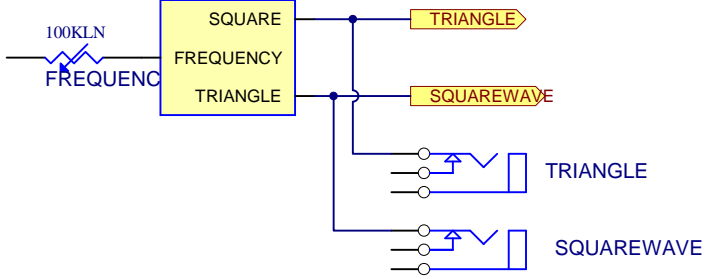 SQUARE
TRIANGLE
100KLN
FREQUENCY
FREQUENC
TRIANGLE
SQUAREWAVE
TRIANGLE
SQUAREWAVE